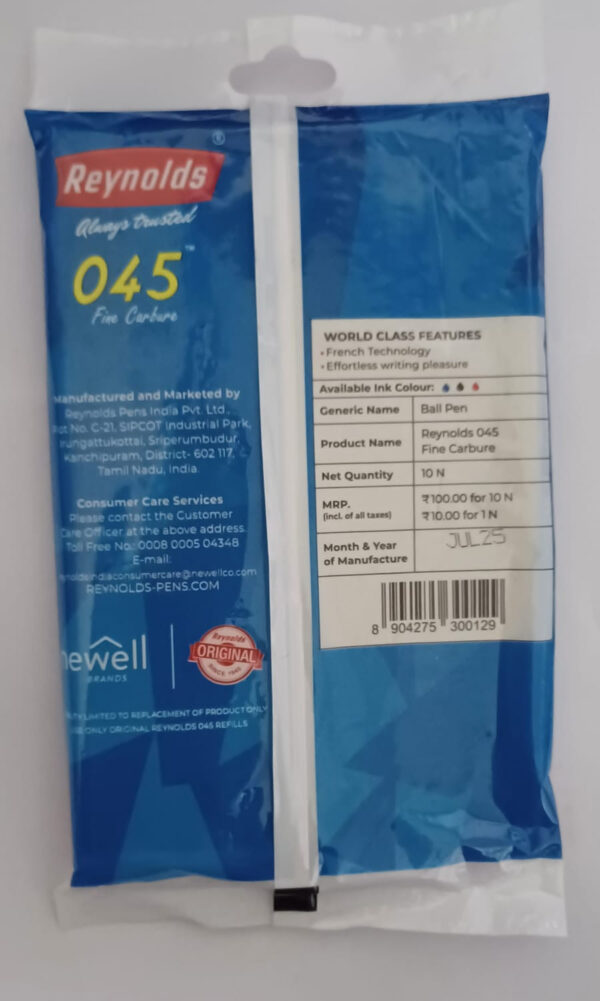 Reynolds ®
Always trusted
045™
Fine Carbure
Manufactured and Marketed by
Reynolds Pens India Pvt. Ltd.,
No. C-21, SIPCOT Industrial Park,
Irungattukottai, Sriperumbudur,
Kanchipuram, District- 602 117,
Tamil Nadu, India.
Consumer Care Services
Please contact the Customer
Care Officer at the above address.
Toll Free No.: 0008 0005 04348
E-mail:
reynoldsindiaconsumercare@newellco.com
REYNOLDS-PENS.COM
newell
BRANDS
Reynolds
ORIGINAL
SINCE 1945
LIMITED TO REPLACEMENT OF PRODUCT ONLY
USE ONLY ORIGINAL REYNOLDS 045 REFILLS
WORLD CLASS FEATURES
• French Technology
• Effortless writing pleasure
Available Ink Colour:
Generic Name Ball Pen
Product Name Reynolds 045
Fine Carbure
Net Quantity 10 N
MRP. ₹100.00 for 10 N
(incl. of all taxes) ₹10.00 for 1 N
Month & Year JUL 25
of Manufacture
8 904275 300129